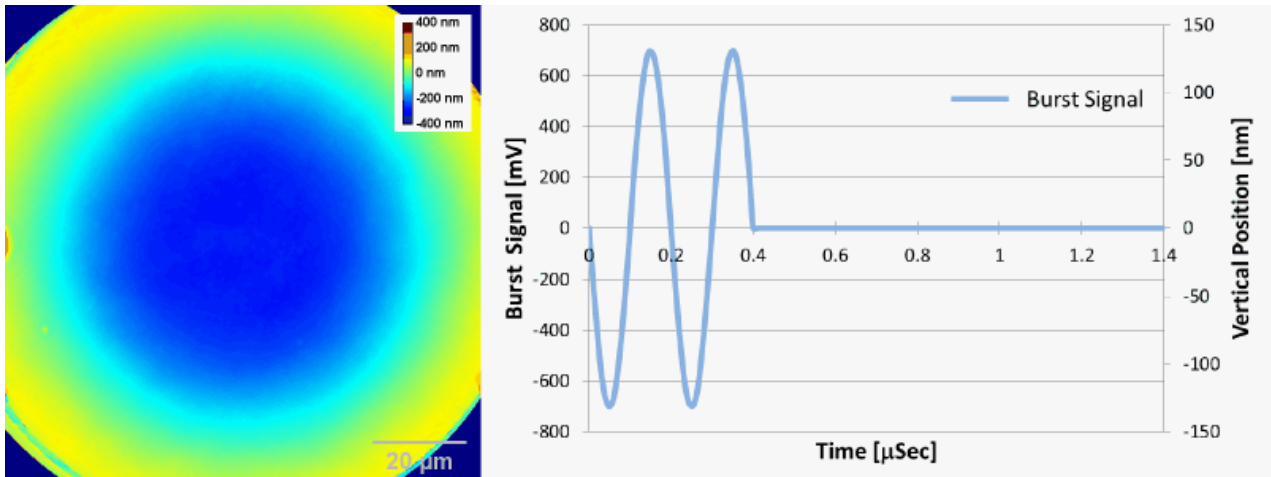 400 nm
200 nm
0 nm
-200 nm
-400 nm
20 µm
800
600
400
200
0
-200
-400
-600
-800
Burst Signal [mV]
0
0.2
0.4
0.6
0.8
1
1.2
1.4
Time [µSec]
Burst Signal
150
100
50
0
-50
-100
-150
Vertical Position [nm]